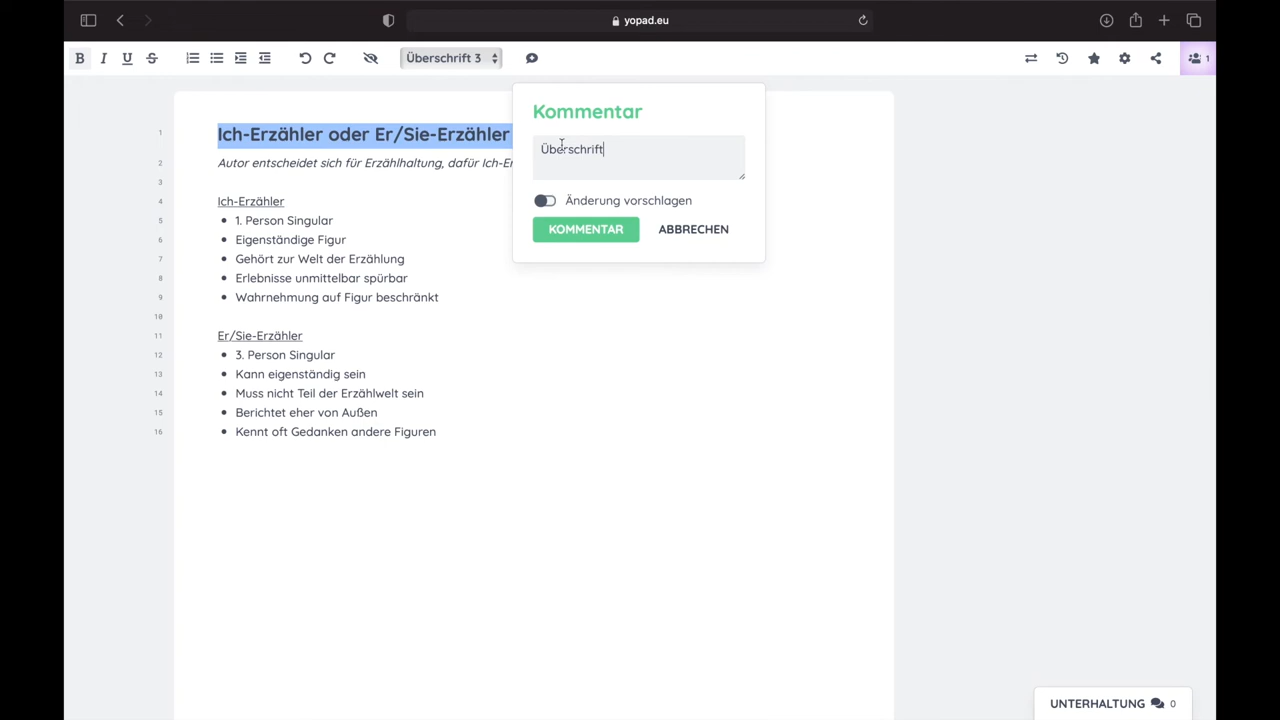 yopad.eu
B I U S Überschrift 3 1
Kommentar
Überschrift
Änderung vorschlagen
KOMMENTAR ABBRECHEN
1 Ich-Erzähler oder Er/Sie-Erzähler
2 Autor entscheidet sich für Erzählhaltung, dafür Ich-Er
3
4 Ich-Erzähler
5 • 1. Person Singular
6 • Eigenständige Figur
7 • Gehört zur Welt der Erzählung
8 • Erlebnisse unmittelbar spürbar
9 • Wahrnehmung auf Figur beschränkt
10
11 Er/Sie-Erzähler
12 • 3. Person Singular
13 • Kann eigenständig sein
14 • Muss nicht Teil der Erzählwelt sein
15 • Berichtet eher von Außen
16 • Kennt oft Gedanken andere Figuren
UNTERHALTUNG 0